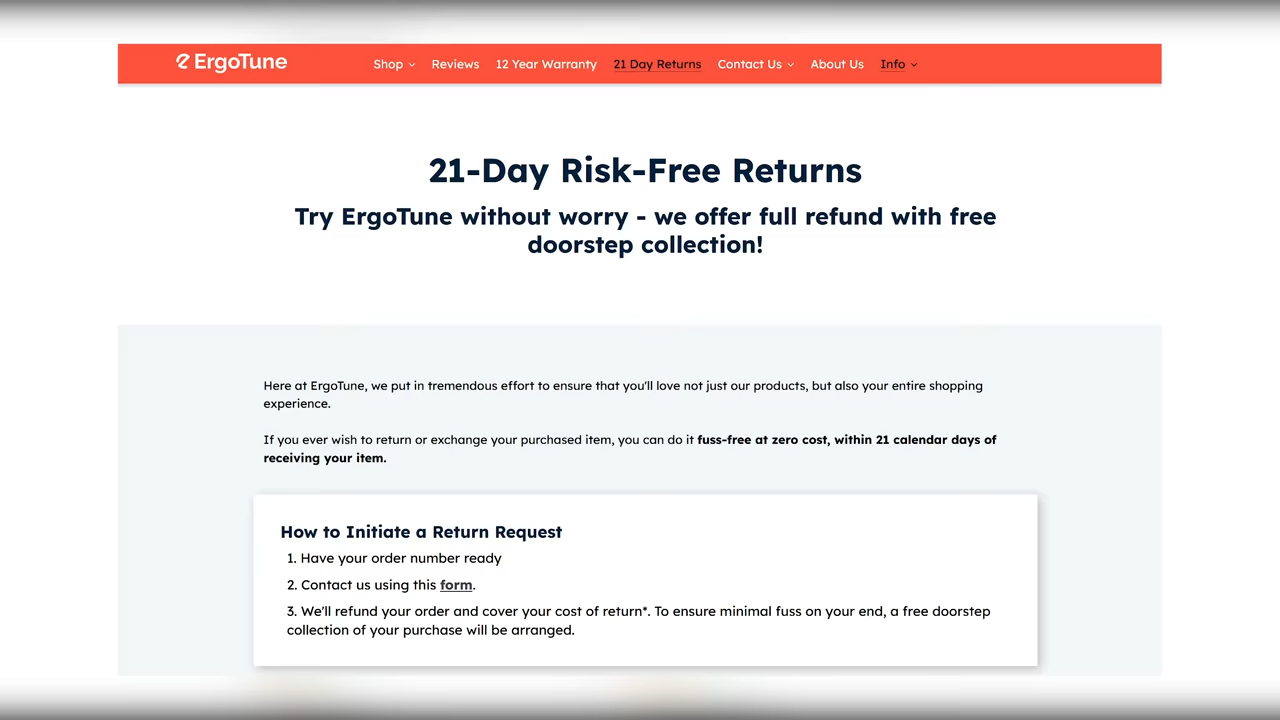 ErgoTune
Shop Reviews 12 Year Warranty 21 Day Returns Contact Us About Us Info
21-Day Risk-Free Returns
Try ErgoTune without worry - we offer full refund with free
doorstep collection!
Here at ErgoTune, we put in tremendous effort to ensure that you'll love not just our products, but also your entire shopping
experience.
If you ever wish to return or exchange your purchased item, you can do it fuss-free at zero cost, within 21 calendar days of
receiving your item.
How to Initiate a Return Request
1. Have your order number ready
2. Contact us using this form.
3. We'll refund your order and cover your cost of return*. To ensure minimal fuss on your end, a free doorstep
collection of your purchase will be arranged.